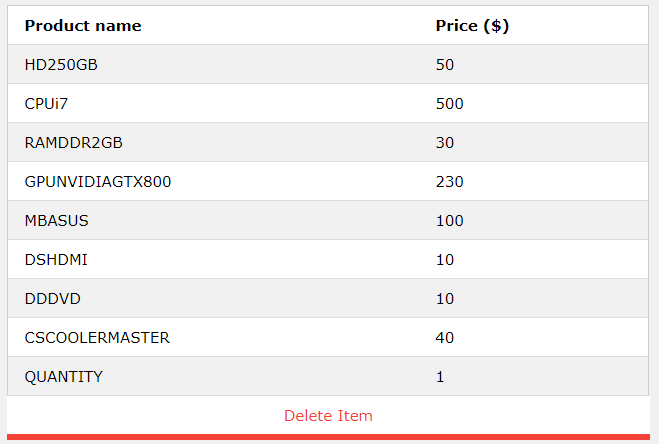 Product name Price ($)
HD250GB 50
CPUi7 500
RAMDDR2GB 30
GPUNVIDIAGTX800 230
MBASUS 100
DSHDMI 10
DDDVD 10
CSCOOLERMASTER 40
QUANTITY 1
Delete Item